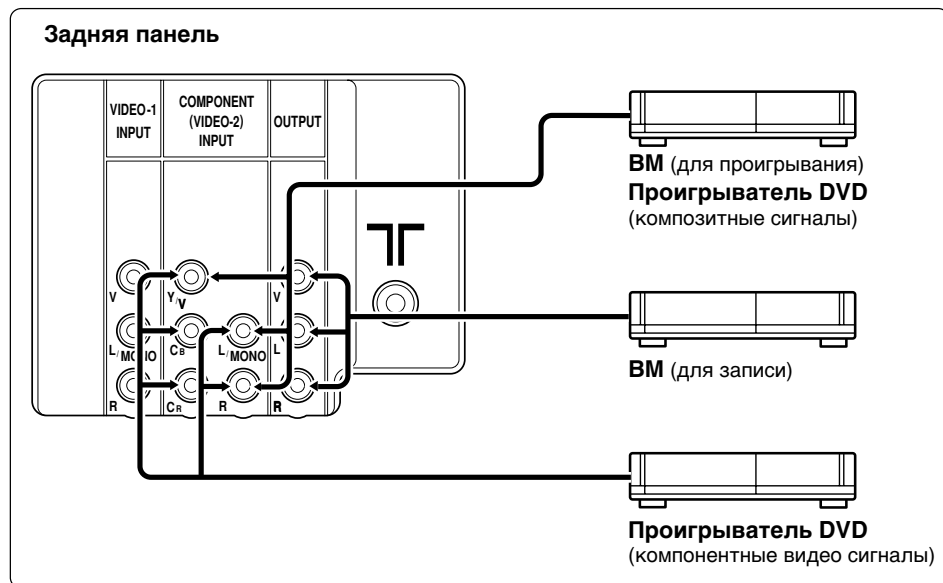 Задняя панель
VIDEO-1
INPUT
COMPONENT
(VIDEO-2)
INPUT
OUTPUT
V
Y/V
V
L/MONO
CB
L/MONO
L
R
CR
R
R
ВМ (для проигрывания)
Проигрыватель DVD
(композитные сигналы)
ВМ (для записи)
Проигрыватель DVD
(компонентные видео сигналы)